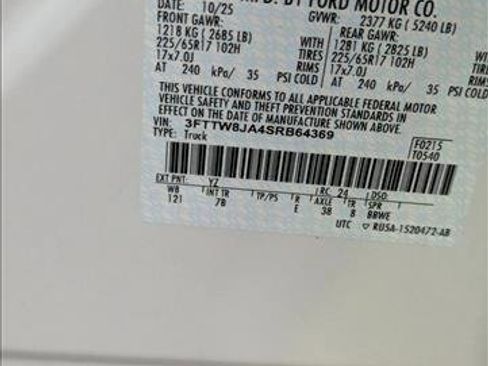 MFD. BY FORD MOTOR CO.
DATE: 10/25 GVWR: 2377 KG ( 5240 LB)
FRONT GAWR: REAR GAWR:
1218 KG ( 2685 LB) WITH 1281 KG ( 2825 LB) WI
225/65R17 102H TIRES 225/65R17 102H
17x7.0J RIMS 17x7.0J
AT 240 kPa/ 35 PSI COLD AT 240 kPa/ 35 PSI COLD
THIS VEHICLE CONFORMS TO ALL APPLICABLE FEDERAL MOTOR
VEHICLE SAFETY AND THEFT PREVENTION STANDARDS IN
EFFECT ON THE DATE OF MANUFACTURE SHOWN ABOVE.
VIN: 3FTTW8JA4SRB64369
TYPE: Truck
F0215
T0540
EXT PNT: YZ RC: 24 DSO:
WB INT TR TP/PS R AXLE TR SPR
121 7B E 38 8 BBWE
UTC ▽ RU5A-1520472-AB